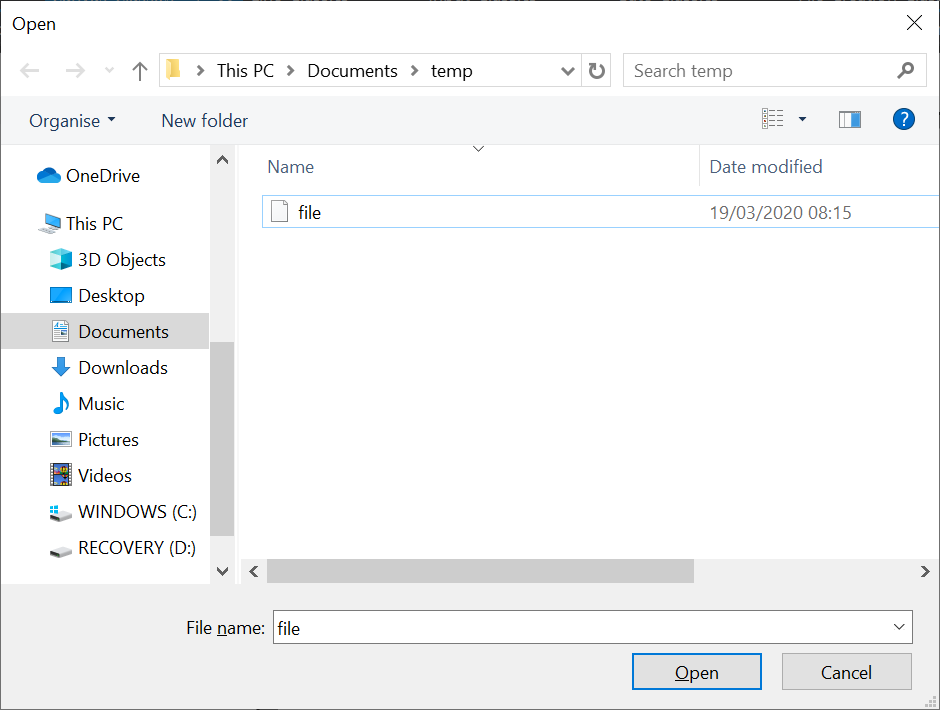 Open
This PC Documents temp
Search temp
Organise New folder
?
Name Date modified
file 19/03/2020 08:15
OneDrive
This PC
3D Objects
Desktop
Documents
Downloads
Music
Pictures
Videos
WINDOWS (C:)
RECOVERY (D:)
File name: file
Open Cancel